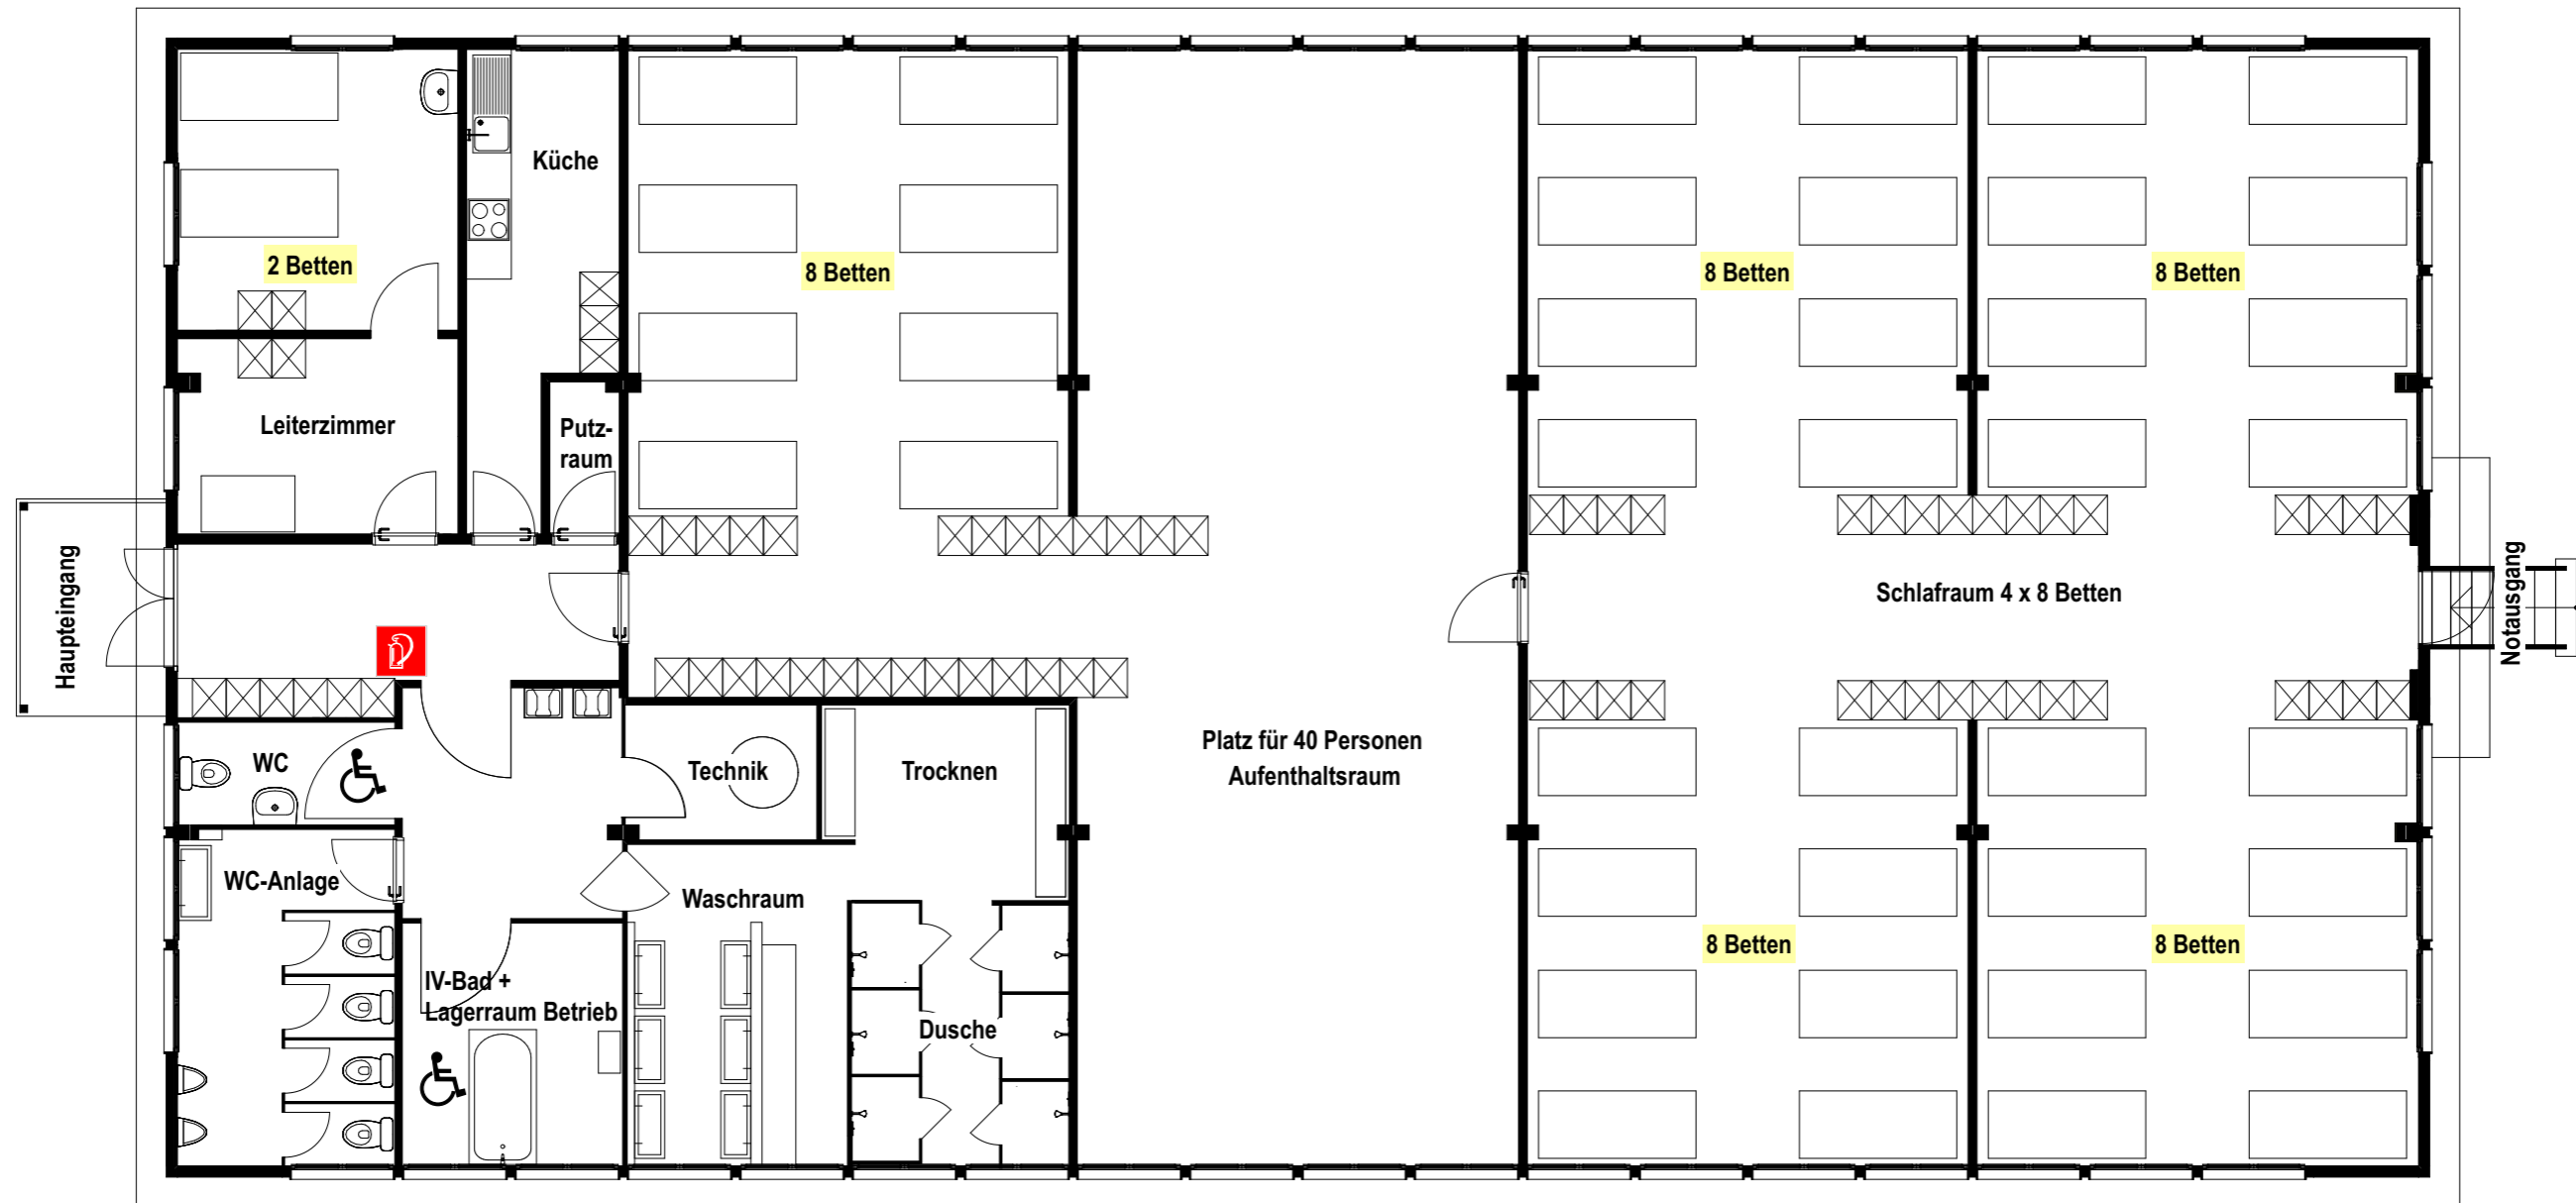 Küche
2 Betten
8 Betten
8 Betten
8 Betten
Leiterzimmer
Putz-
raum
Haupteingang
Schlafraum 4 x 8 Betten
Notausgang
WC
Technik
Trocknen
Platz für 40 Personen
Aufenthaltsraum
WC-Anlage
Waschraum
8 Betten
8 Betten
IV-Bad +
Lagerraum Betrieb
Dusche